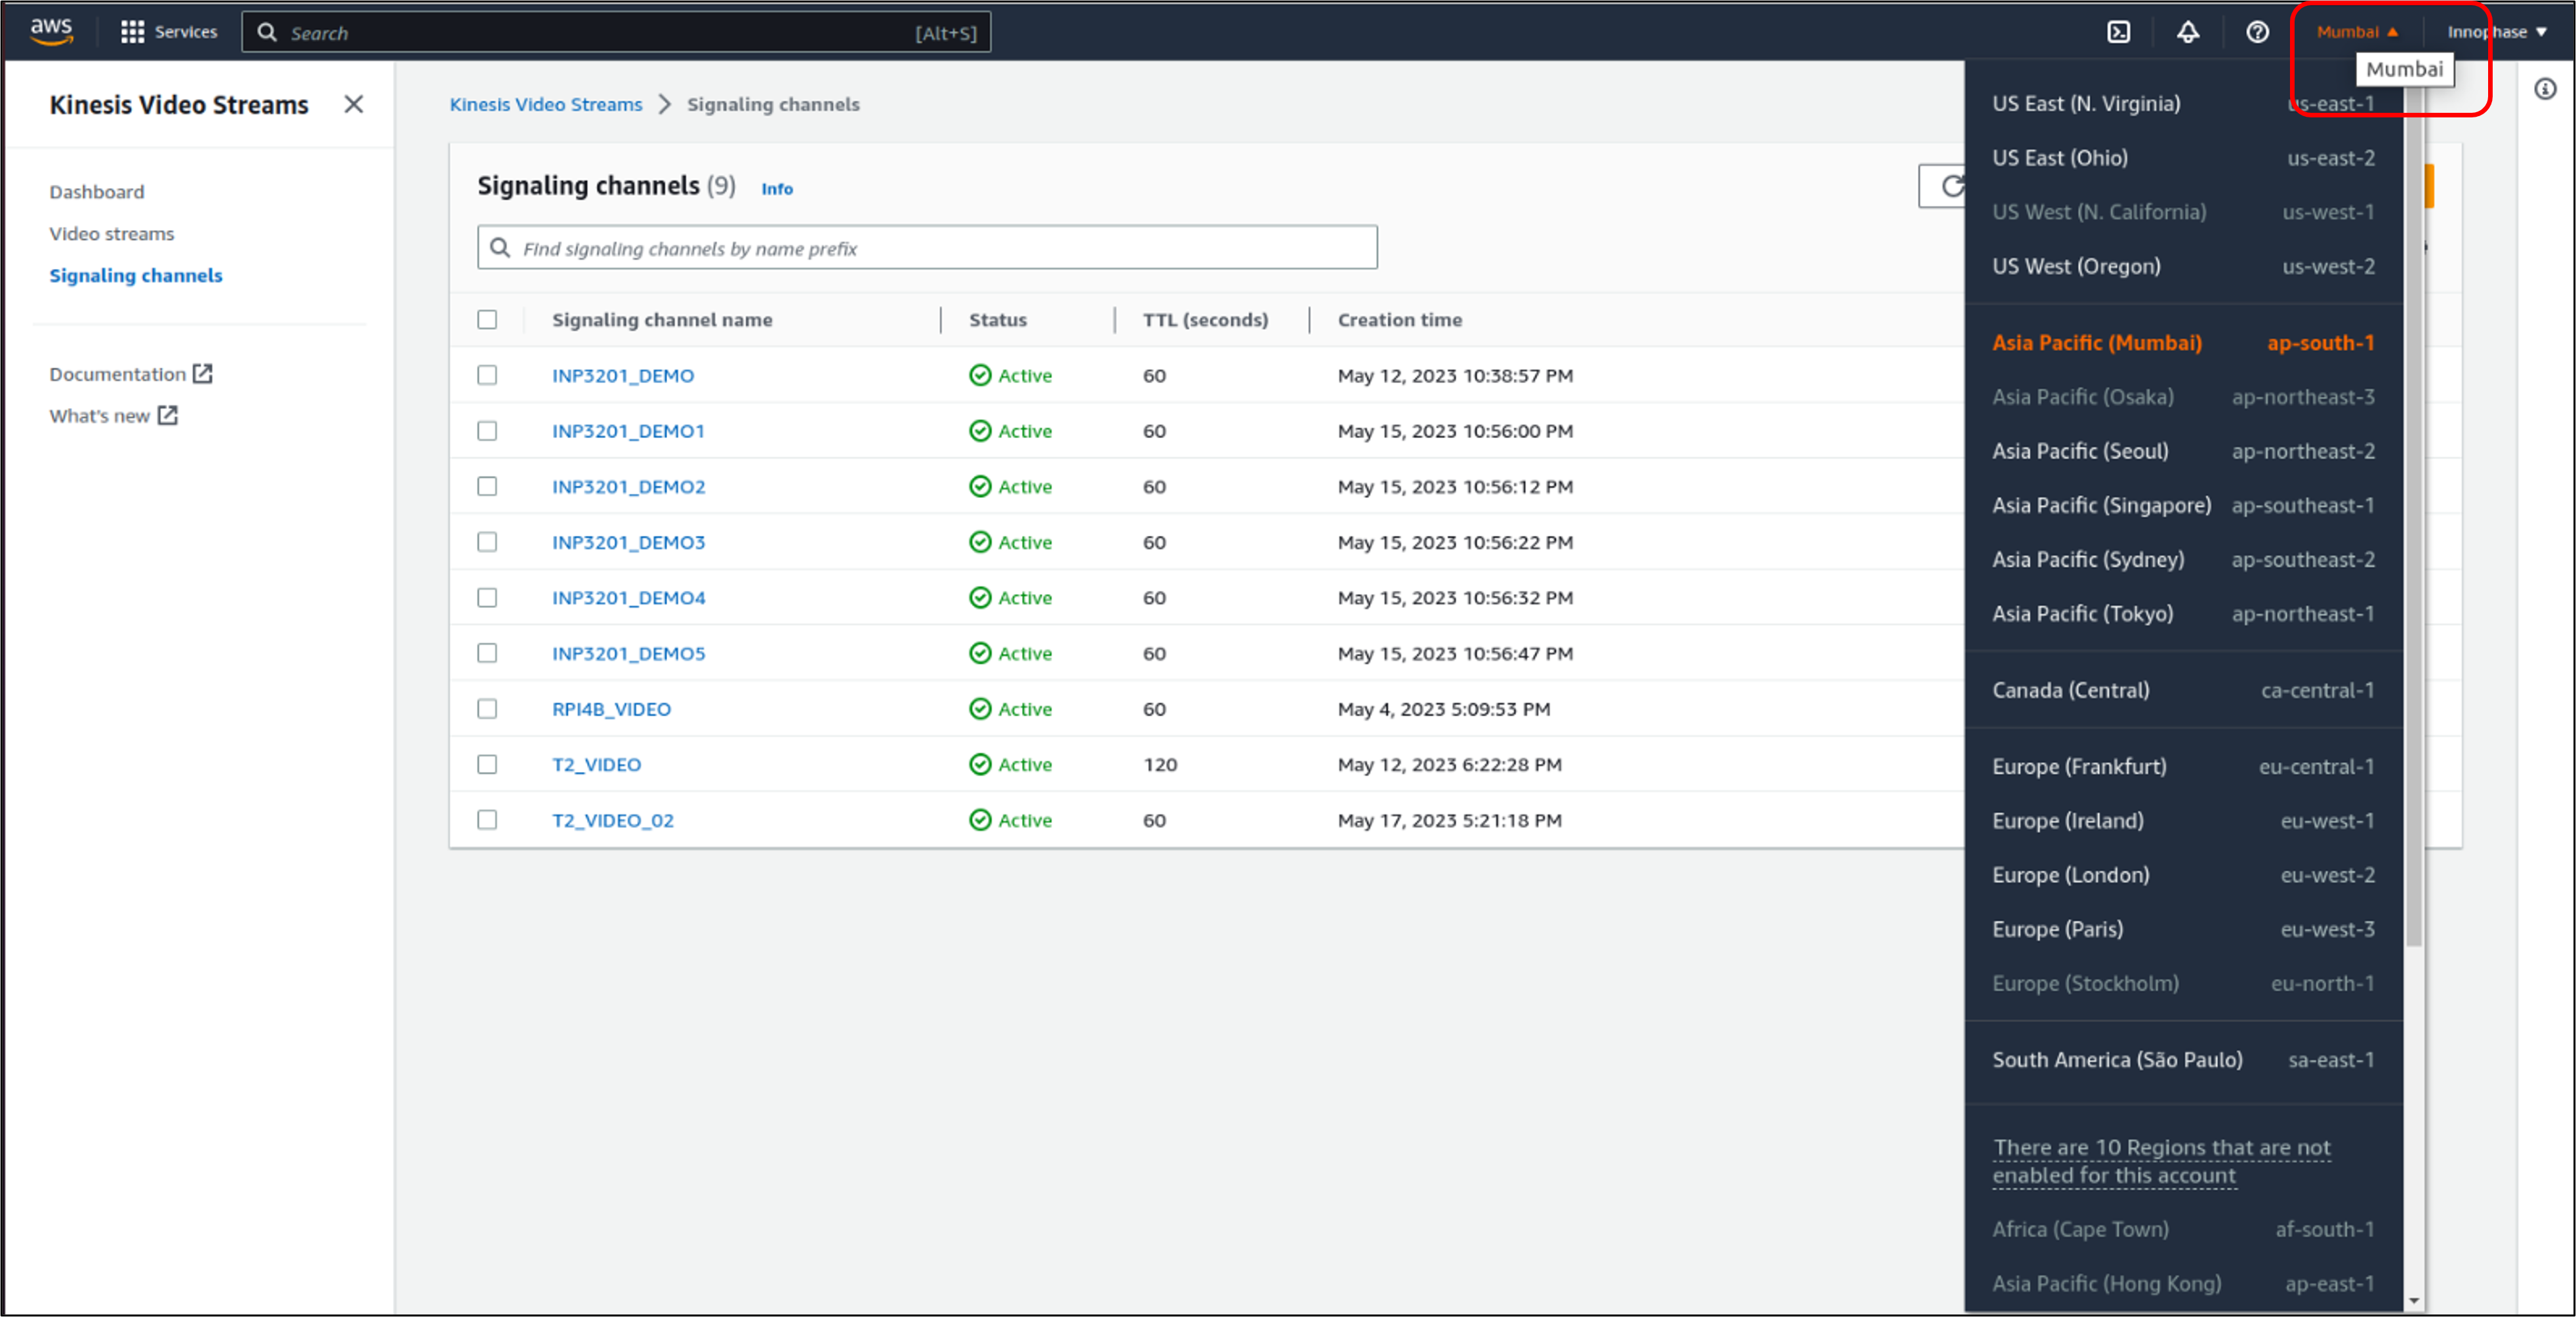 aws Services Search [Alt+S] Mumbai Innophase
Mumbai
Kinesis Video Streams
Dashboard
Video streams
Signaling channels
Documentation
What's new
Kinesis Video Streams > Signaling channels
Signaling channels (9) Info
Find signaling channels by name prefix
Signaling channel name Status TTL (seconds) Creation time
INP3201_DEMO Active 60 May 12, 2023 10:38:57 PM
INP3201_DEMO1 Active 60 May 15, 2023 10:56:00 PM
INP3201_DEMO2 Active 60 May 15, 2023 10:56:12 PM
INP3201_DEMO3 Active 60 May 15, 2023 10:56:22 PM
INP3201_DEMO4 Active 60 May 15, 2023 10:56:32 PM
INP3201_DEMO5 Active 60 May 15, 2023 10:56:47 PM
RPI4B_VIDEO Active 60 May 4, 2023 5:09:53 PM
T2_VIDEO Active 120 May 12, 2023 6:22:28 PM
T2_VIDEO_02 Active 60 May 17, 2023 5:21:18 PM
US East (N. Virginia) us-east-1
US East (Ohio) us-east-2
US West (N. California) us-west-1
US West (Oregon) us-west-2
Asia Pacific (Mumbai) ap-south-1
Asia Pacific (Osaka) ap-northeast-3
Asia Pacific (Seoul) ap-northeast-2
Asia Pacific (Singapore) ap-southeast-1
Asia Pacific (Sydney) ap-southeast-2
Asia Pacific (Tokyo) ap-northeast-1
Canada (Central) ca-central-1
Europe (Frankfurt) eu-central-1
Europe (Ireland) eu-west-1
Europe (London) eu-west-2
Europe (Paris) eu-west-3
Europe (Stockholm) eu-north-1
South America (São Paulo) sa-east-1
There are 10 Regions that are not
enabled for this account
Africa (Cape Town) af-south-1
Asia Pacific (Hong Kong) ap-east-1